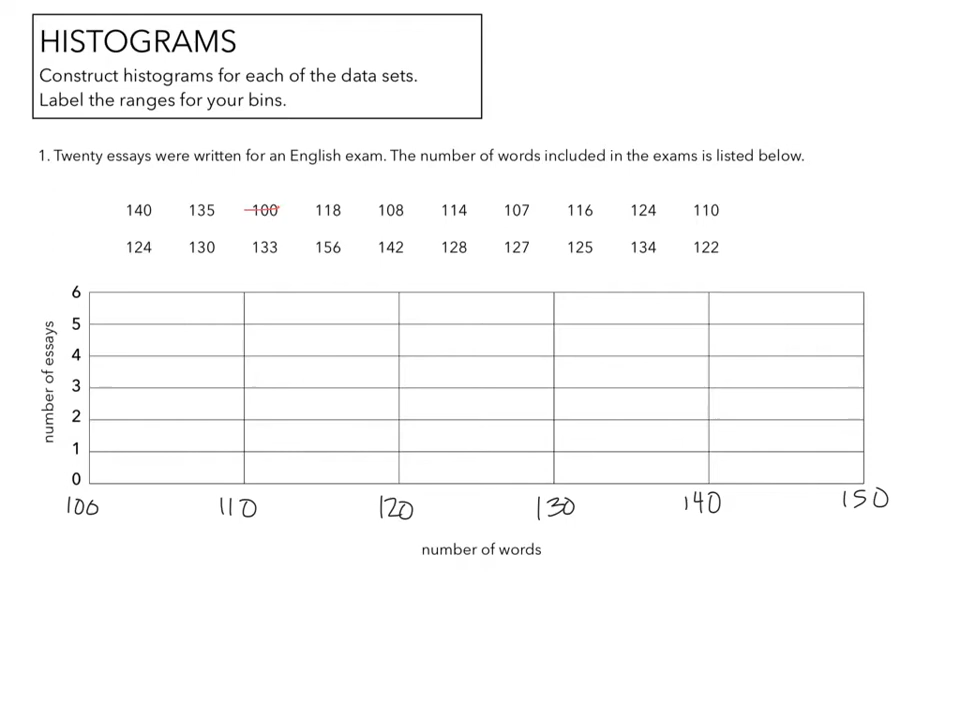 HISTOGRAMS
Construct histograms for each of the data sets.
Label the ranges for your bins.
1. Twenty essays were written for an English exam. The number of words included in the exams is listed below.
140 135 100 118 108 114 107 116 124 110
124 130 133 156 142 128 127 125 134 122
number of essays
6
5
4
3
2
1
0
100 110 120 130 140 150
number of words